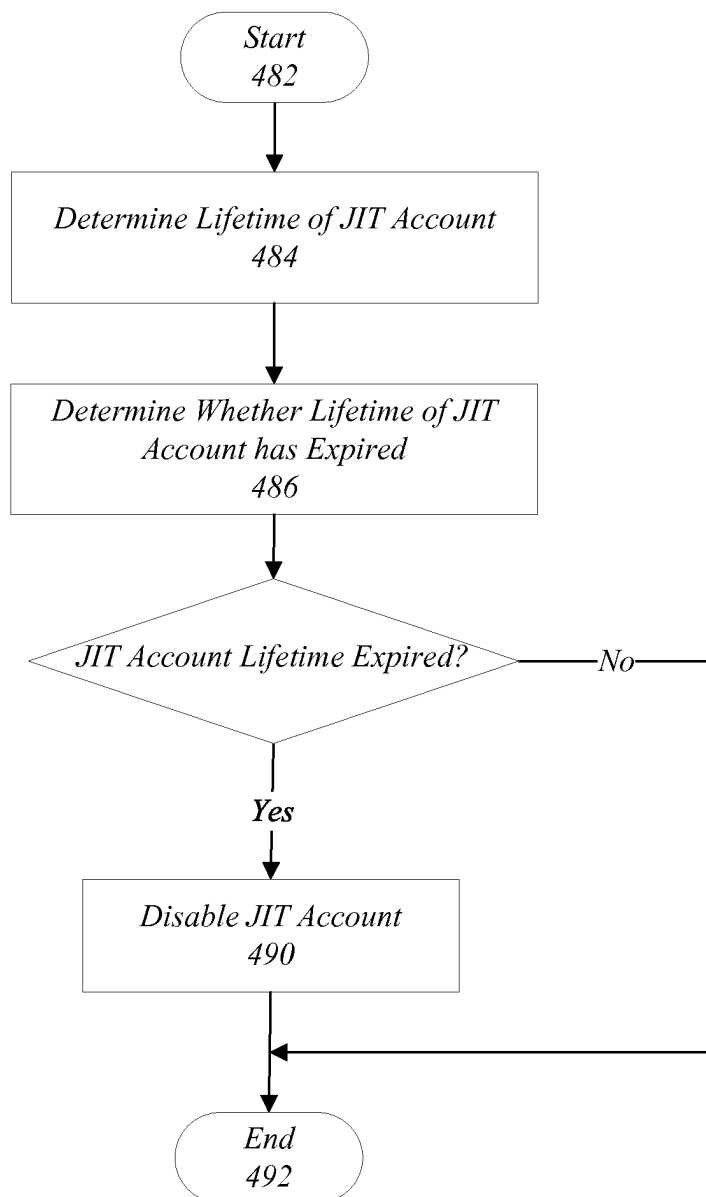 Start
482
Determine Lifetime of JIT Account
484
Determine Whether Lifetime of JIT
Account has Expired
486
JIT Account Lifetime Expired?
No
Yes
Disable JIT Account
490
End
492